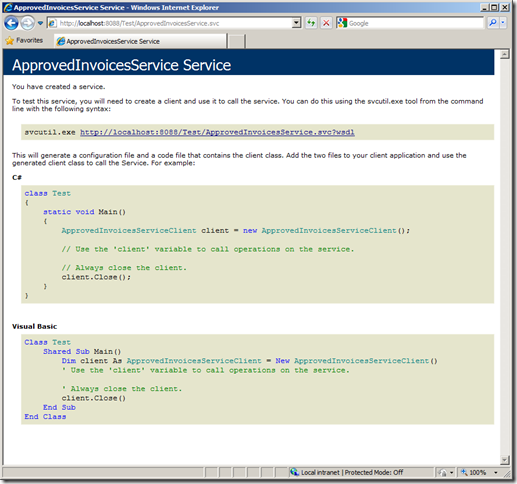 ApprovedInvoicesService Service - Windows Internet Explorer
http://localhost:8088/Test/ApprovedInvoicesService.svc
Google
Favorites
ApprovedInvoicesService Service
ApprovedInvoicesService Service
You have created a service.
To test this service, you will need to create a client and use it to call the service. You can do this using the svcutil.exe tool from the command
line with the following syntax:
svcutil.exe http://localhost:8088/Test/ApprovedInvoicesService.svc?wsdl
This will generate a configuration file and a code file that contains the client class. Add the two files to your client application and use the
generated client class to call the Service. For example:
C#
class Test
{
static void Main()
{
ApprovedInvoicesServiceClient client = new ApprovedInvoicesServiceClient();
// Use the 'client' variable to call operations on the service.
// Always close the client.
client.Close();
}
}
Visual Basic
Class Test
Shared Sub Main()
Dim client As ApprovedInvoicesServiceClient = New ApprovedInvoicesServiceClient()
' Use the 'client' variable to call operations on the service.
' Always close the client.
client.Close()
End Sub
End Class
Local intranet | Protected Mode: Off
100%